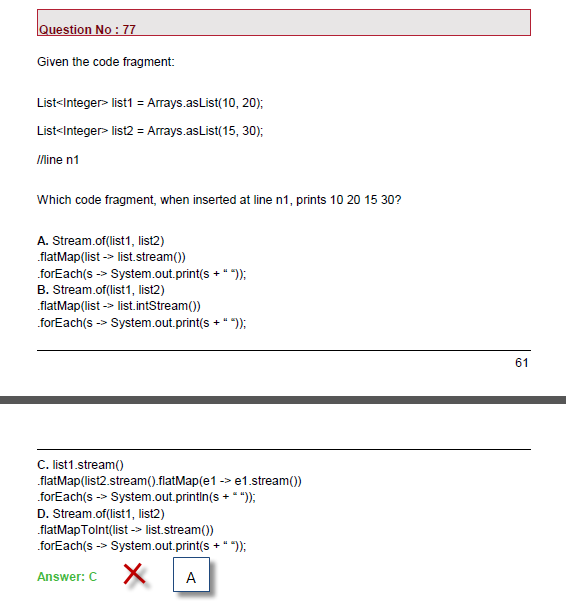 Question No : 77
Given the code fragment:
List<Integer> list1 = Arrays.asList(10, 20);
List<Integer> list2 = Arrays.asList(15, 30);
//line n1
Which code fragment, when inserted at line n1, prints 10 20 15 30?
A. Stream.of(list1, list2)
.flatMap(list -> list.stream())
.forEach(s -> System.out.print(s + “ “));
B. Stream.of(list1, list2)
.flatMap(list -> list.intStream())
.forEach(s -> System.out.print(s + “ “));
61
C. list1.stream()
.flatMap(list2.stream().flatMap(e1 -> e1.stream())
.forEach(s -> System.out.println(s + “ “));
D. Stream.of(list1, list2)
.flatMapToInt(list -> list.stream())
.forEach(s -> System.out.print(s + “ “));
Answer: C
A